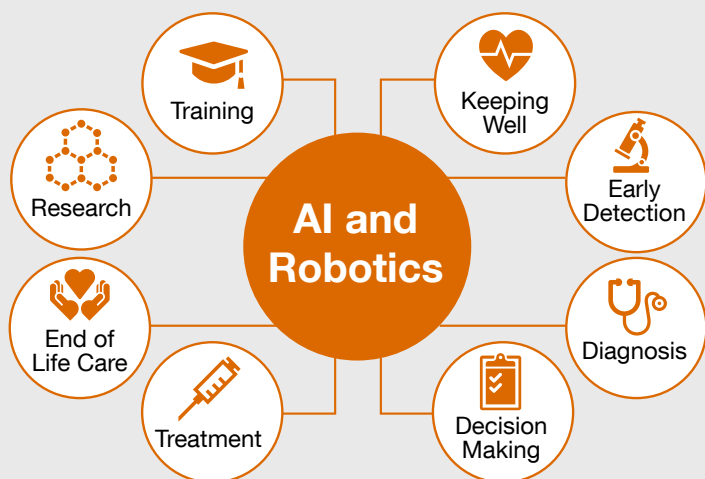 AI and
Robotics
Training
Keeping
Well
Research
Early
Detection
End of
Life Care
Diagnosis
Treatment
Decision
Making